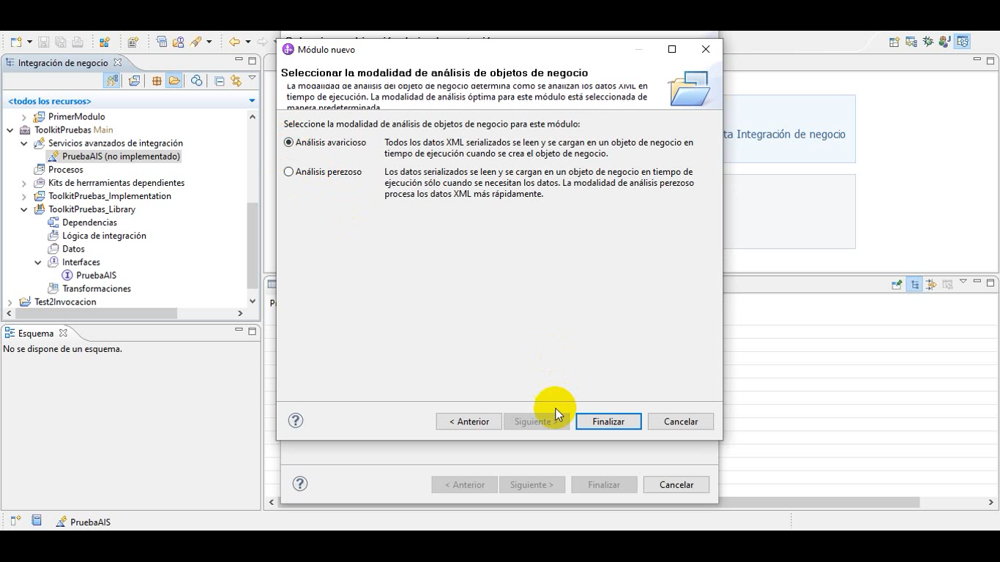 Módulo nuevo
Seleccionar la modalidad de análisis de objetos de negocio
La modalidad de análisis del objeto de negocio determina cómo se analizan los datos XML en
tiempo de ejecución. La modalidad de análisis óptima para este módulo está seleccionada de
manera predeterminada.
Seleccione la modalidad de análisis de objetos de negocio para este módulo:
Análisis avaricioso
Todos los datos XML serializados se leen y se cargan en un objeto de negocio en
tiempo de ejecución cuando se crea el objeto de negocio.
Análisis perezoso
Los datos serializados se leen y se cargan en un objeto de negocio en tiempo de
ejecución sólo cuando se necesitan los datos. La modalidad de análisis perezoso
procesa los datos XML más rápidamente.
< Anterior
Siguiente >
Finalizar
Cancelar
< Anterior
Siguiente >
Finalizar
Cancelar
Integración de negocio
<todos los recursos>
PrimerModulo
ToolkitPruebas Main
Servicios avanzados de integración
PruebaAIS (no implementado)
Procesos
Kits de herrramientas dependientes
ToolkitPruebas_Implementation
ToolkitPruebas_Library
Dependencias
Lógica de integración
Datos
Interfaces
PruebaAIS
Transformaciones
Test2Invocacion
Esquema
No se dispone de un esquema.
ta Integración de negocio
PruebaAIS